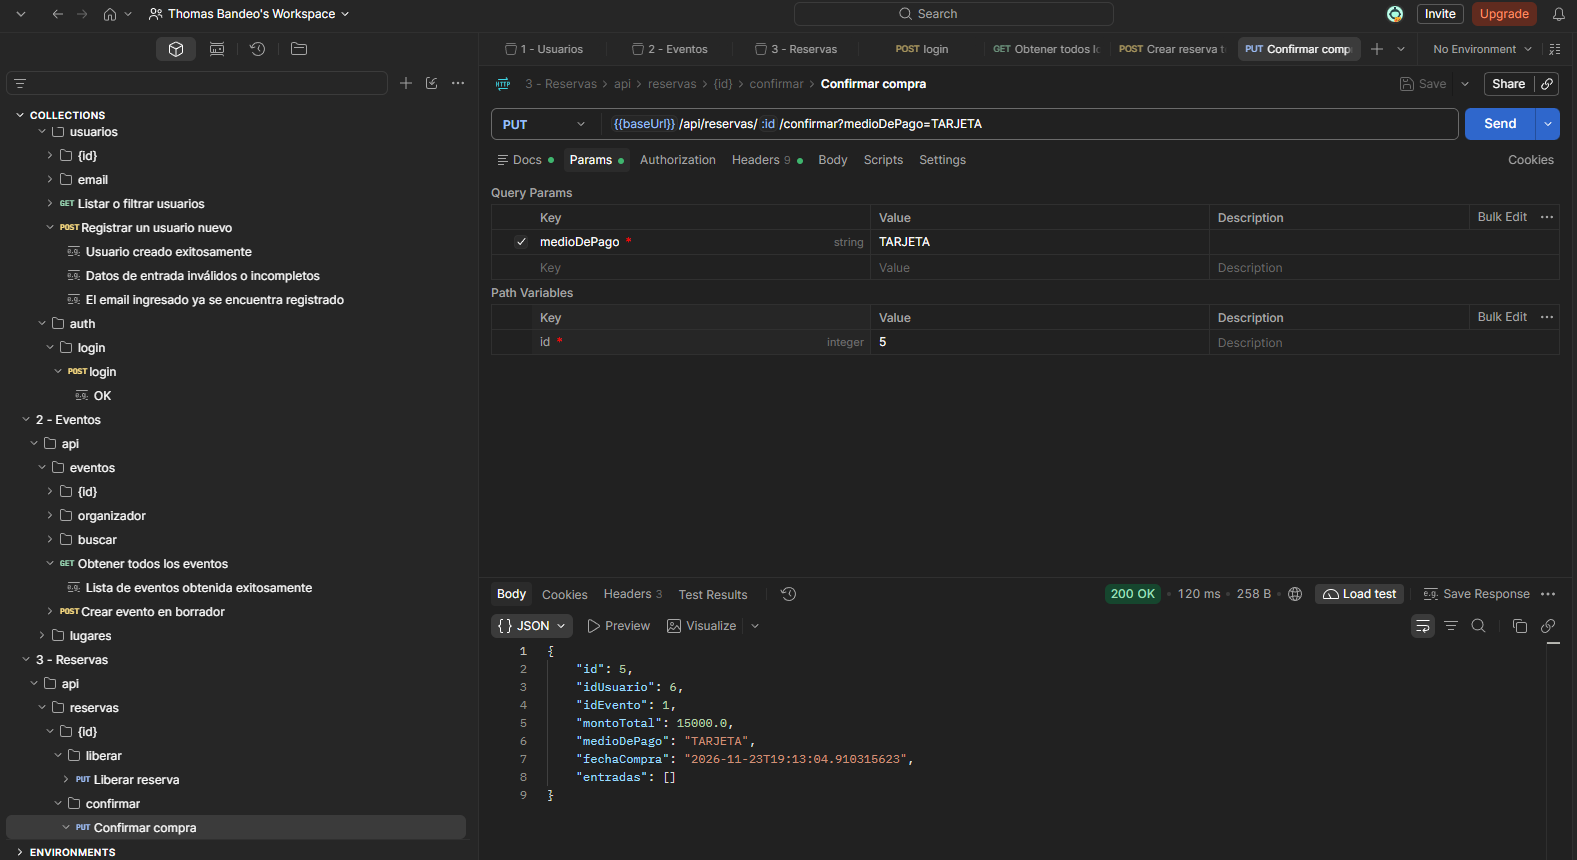 Thomas Bandeo's Workspace
Search
Invite
Upgrade
1 - Usuarios
2 - Eventos
3 - Reservas
POST login
GET Obtener todos lo
POST Crear reserva t
PUT Confirmar comp
No Environment
COLLECTIONS
usuarios
{id}
email
GET Listar o filtrar usuarios
POST Registrar un usuario nuevo
e.g. Usuario creado exitosamente
e.g. Datos de entrada inválidos o incompletos
e.g. El email ingresado ya se encuentra registrado
auth
login
POST login
e.g. OK
2 - Eventos
api
eventos
{id}
organizador
buscar
GET Obtener todos los eventos
e.g. Lista de eventos obtenida exitosamente
POST Crear evento en borrador
lugares
3 - Reservas
api
reservas
{id}
liberar
PUT Liberar reserva
confirmar
PUT Confirmar compra
ENVIRONMENTS
HTTP 3 - Reservas > api > reservas > {id} > confirmar > Confirmar compra
Save
Share
PUT
{{baseUrl}} /api/reservas/ :id /confirmar?medioDePago=TARJETA
Send
Docs
Params
Authorization
Headers 9
Body
Scripts
Settings
Cookies
Query Params
Key Value Description Bulk Edit
medioDePago * string TARJETA
Key Value Description
Path Variables
Key Value Description Bulk Edit
id * integer 5 Description
Body Cookies Headers 3 Test Results
200 OK • 120 ms • 258 B
Load test
e.g. Save Response
{} JSON
Preview
Visualize
1 {
2 "id": 5,
3 "idUsuario": 6,
4 "idEvento": 1,
5 "montoTotal": 15000.0,
6 "medioDePago": "TARJETA",
7 "fechaCompra": "2026-11-23T19:13:04.910315623",
8 "entradas": []
9 }